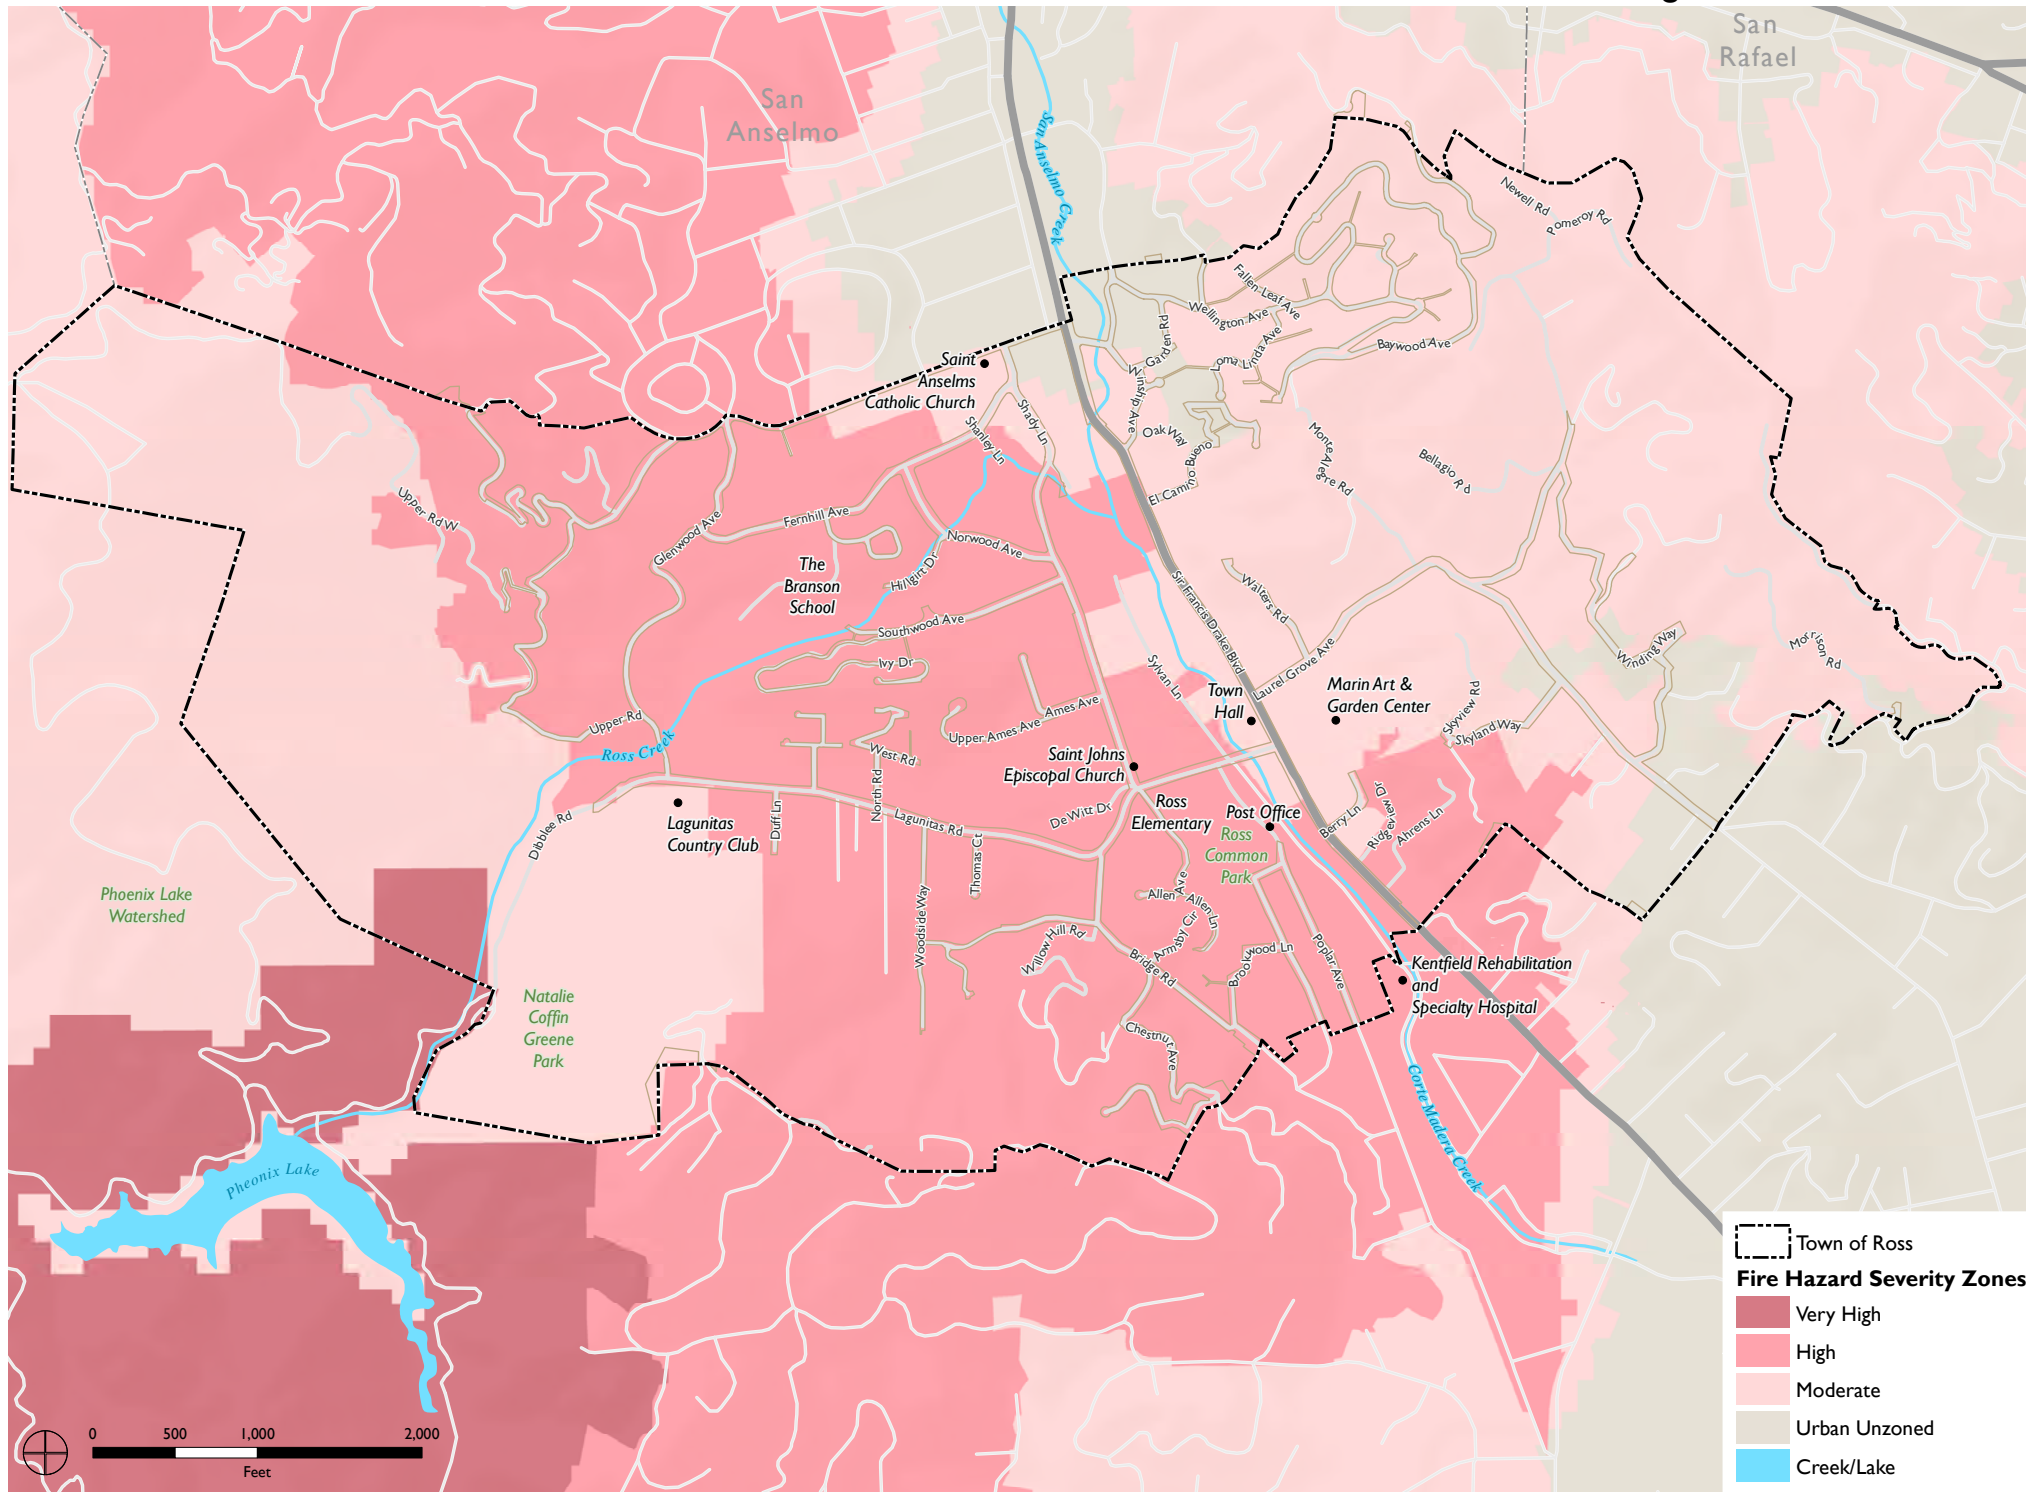 San
Rafael
San
Anselmo
San Anselmo Creek
Newell Rd
Pomeroy Rd
Fallen Leaf Ave
Wellington Ave
Garden Rd
W
Loma Linda Ave
Baywood Ave
Winship Ave
Saint
Anselms
Catholic Church
Shady Ln
Shanley Ln
Oak Way
El Camino Bueno
Monte Alegre Rd
Bellagio Rd
Upper Rd W
Glenwood Ave
Fernhill Ave
Norwood Ave
The
Branson
School
Hillgirt Dr
Southwood Ave
Ivy Dr
Sir Francis Drake Blvd
Walters Rd
Laurel Grove Ave
Winding Way
Morrison Rd
Sylvan Ln
Town
Hall
Marin Art &
Garden Center
Skyview Rd
Skyland Way
Upper Rd
Ross Creek
Upper Ames Ave
Ames Ave
West Rd
North Rd
Saint Johns
Episcopal Church
Dibblee Rd
Lagunitas
Country Club
Duff Ln
Lagunitas Rd
Thomas Ct
De Witt Dr
Ross
Elementary
Post Office
Ross
Common
Park
Berry Ln
Ridgeview Dr
Ahrens Ln
Phoenix Lake
Watershed
Woodside Way
Allen Ave
Allen Ln
Armsby Cir
Willow Hill Rd
Bridge Rd
Brookwood Ln
Poplar Ave
Kentfield Rehabilitation
and
Specialty Hospital
Natalie
Coffin
Greene
Park
Chestnut Ave
Corte Madera Creek
Pheonix Lake
Town of Ross
Fire Hazard Severity Zones
Very High
High
Moderate
Urban Unzoned
Creek/Lake
0 500 1,000 2,000
Feet